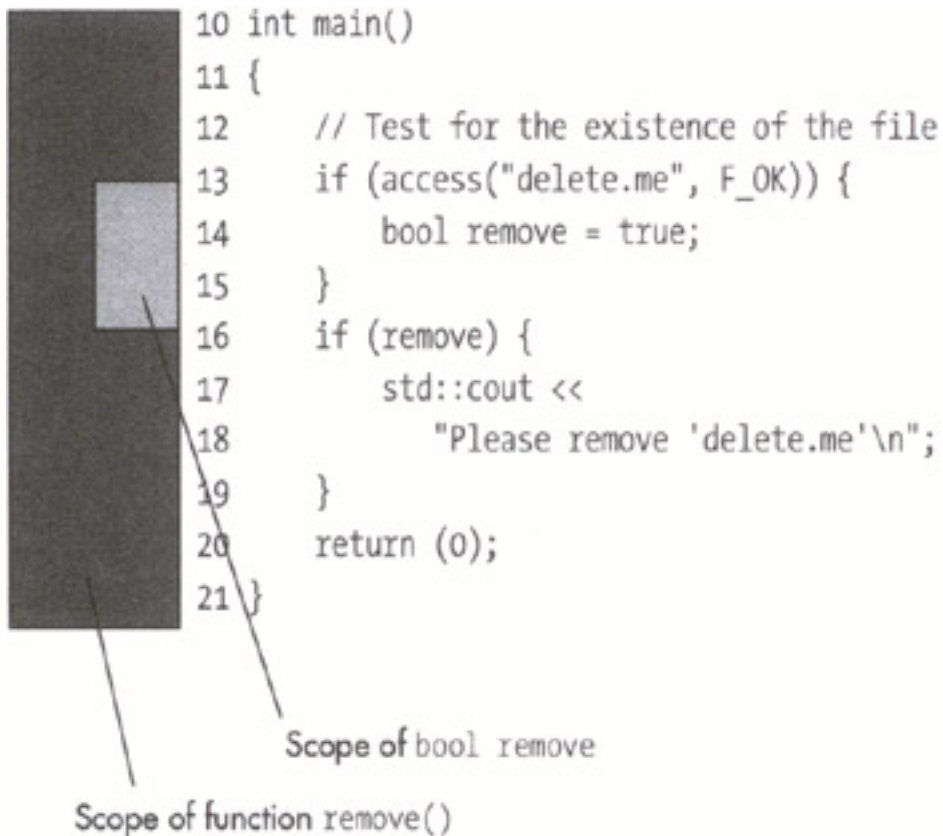 10 int main()
11 {
12 // Test for the existence of the file
13 if (access("delete.me", F_OK)) {
14 bool remove = true;
15 }
16 if (remove) {
17 std::cout <<
18 "Please remove 'delete.me'\n";
19 }
20 return (0);
21 }
Scope of bool remove
Scope of function remove()